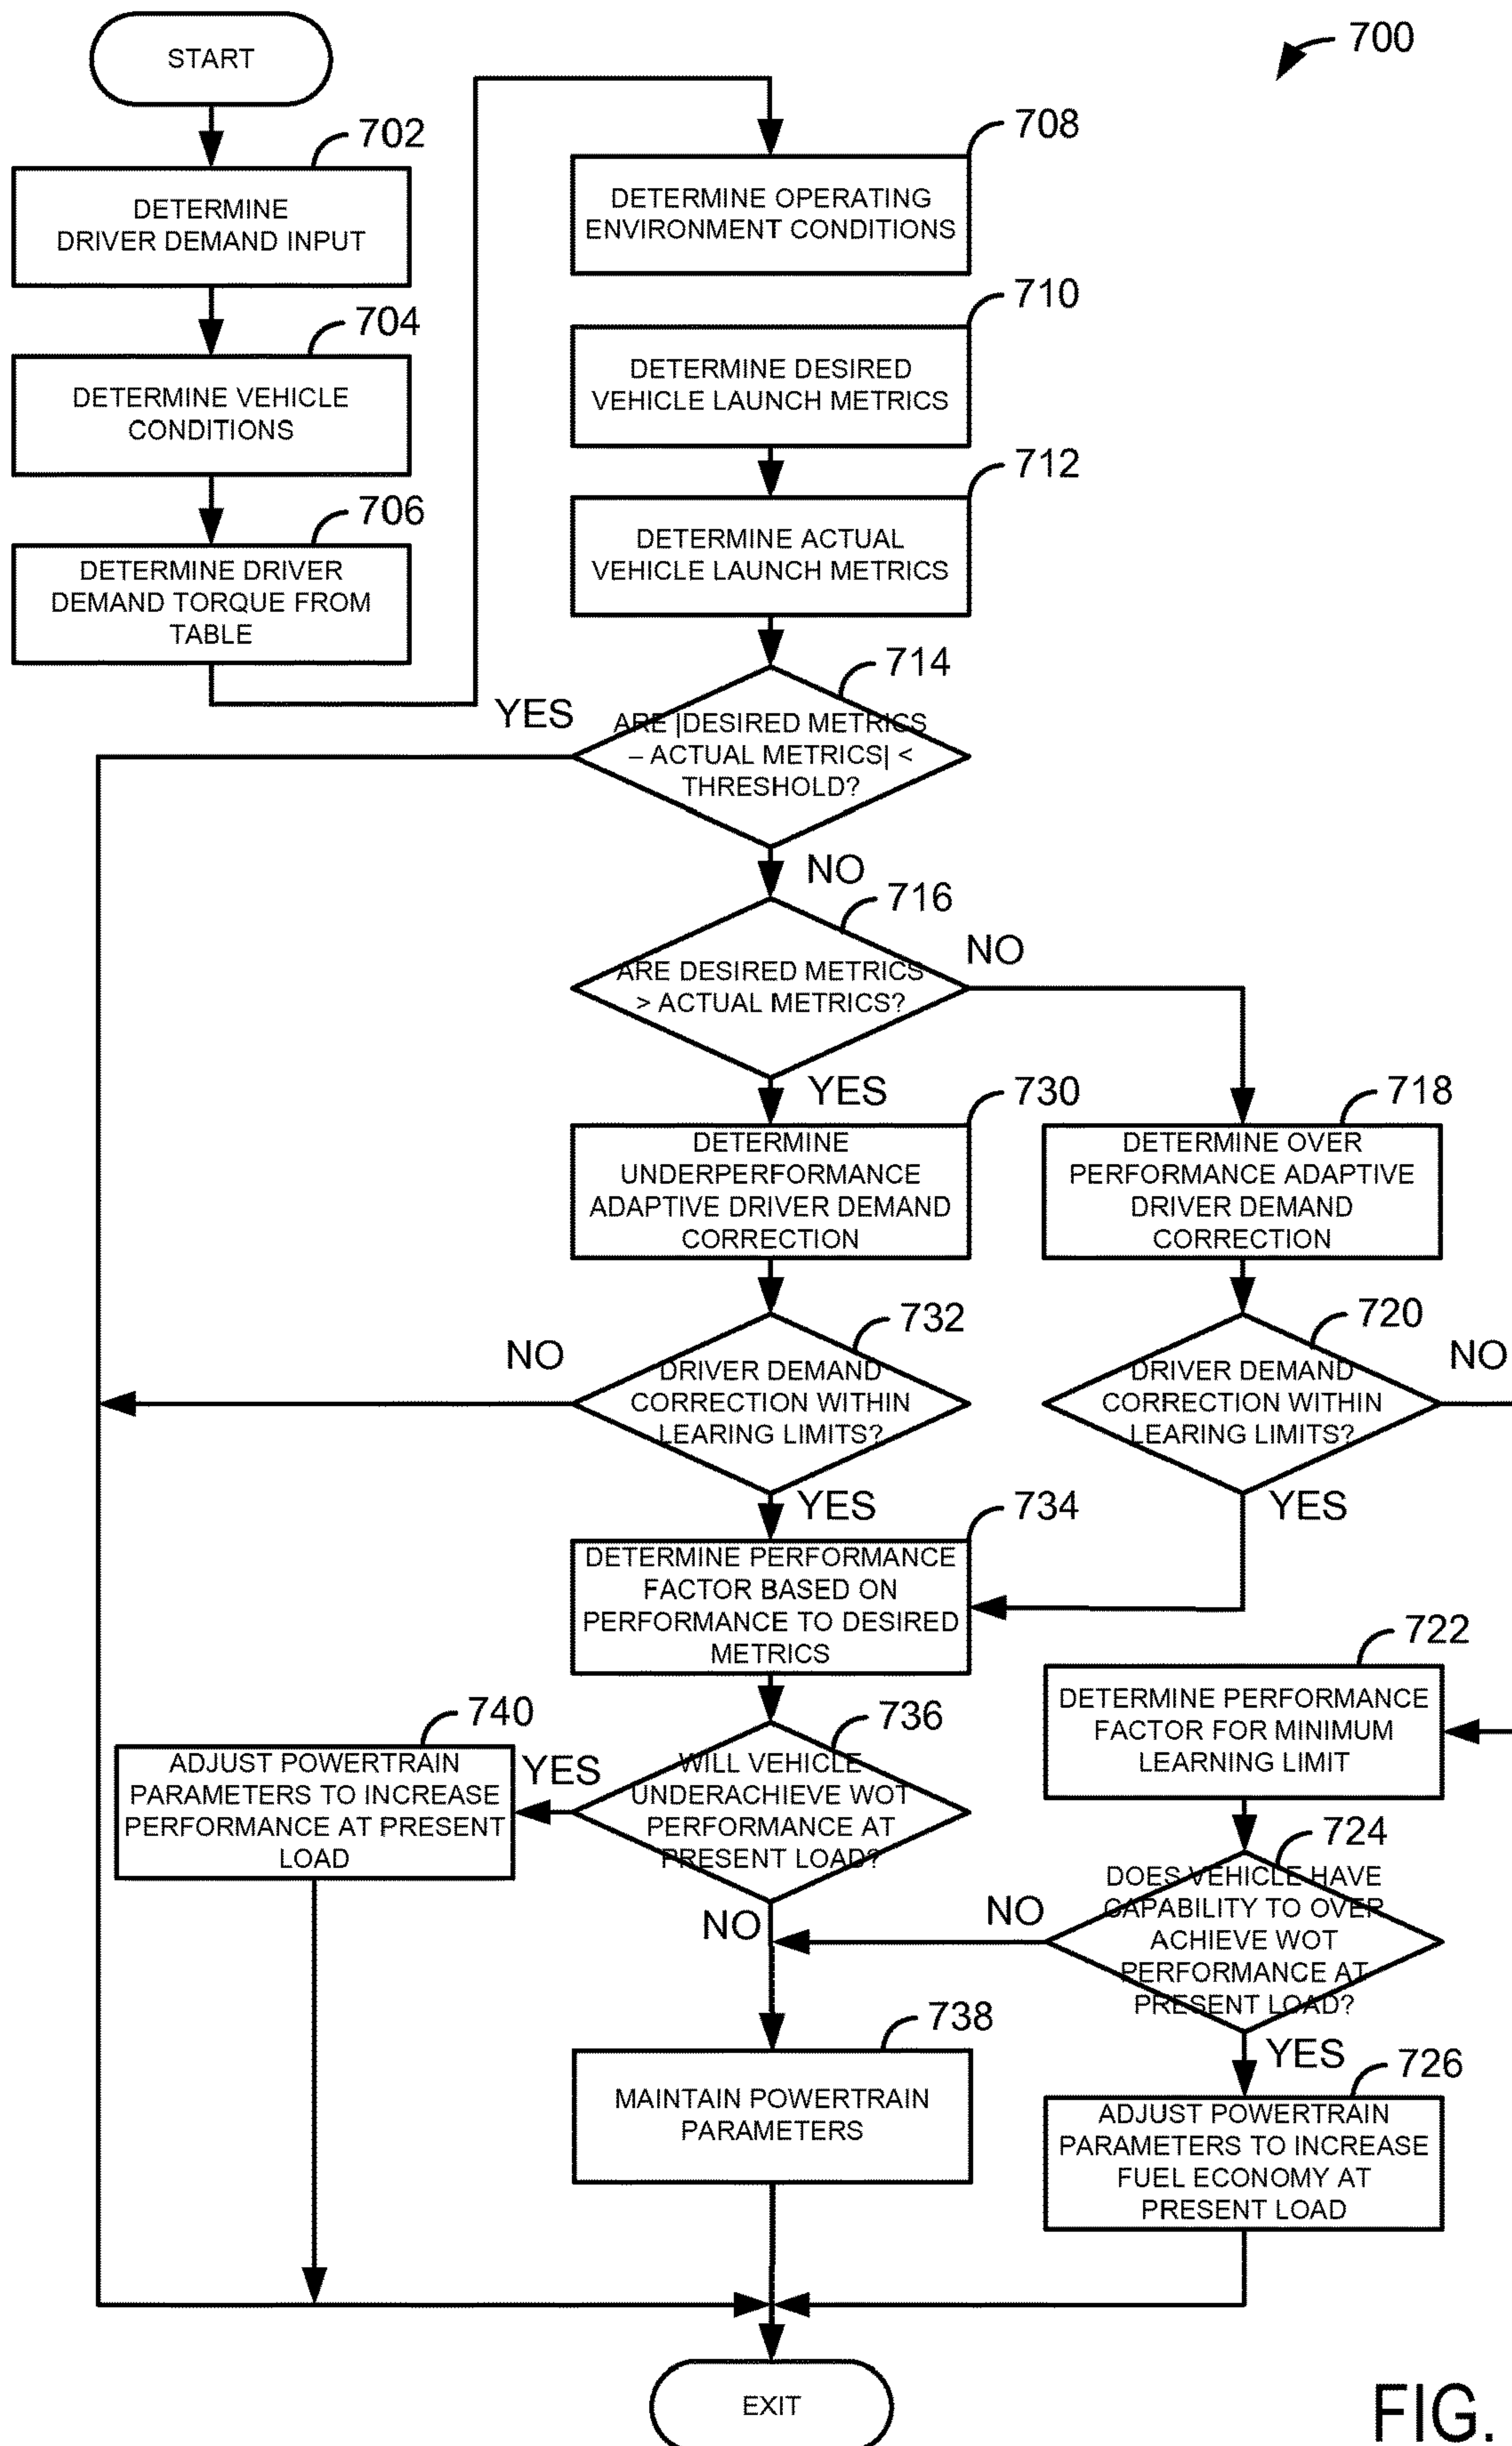 START
700
702
DETERMINE
DRIVER DEMAND INPUT
704
DETERMINE VEHICLE
CONDITIONS
706
DETERMINE DRIVER
DEMAND TORQUE FROM
TABLE
708
DETERMINE OPERATING
ENVIRONMENT CONDITIONS
710
DETERMINE DESIRED
VEHICLE LAUNCH METRICS
712
DETERMINE ACTUAL
VEHICLE LAUNCH METRICS
714
YES
ARE |DESIRED METRICS
– ACTUAL METRICS| <
THRESHOLD?
NO
716
NO
ARE DESIRED METRICS
> ACTUAL METRICS?
YES
730
DETERMINE
UNDERPERFORMANCE
ADAPTIVE DRIVER DEMAND
CORRECTION
718
DETERMINE OVER
PERFORMANCE ADAPTIVE
DRIVER DEMAND
CORRECTION
732
NO
DRIVER DEMAND
CORRECTION WITHIN
LEARING LIMITS?
YES
720
NO
DRIVER DEMAND
CORRECTION WITHIN
LEARING LIMITS?
YES
734
DETERMINE PERFORMANCE
FACTOR BASED ON
PERFORMANCE TO DESIRED
METRICS
722
DETERMINE PERFORMANCE
FACTOR FOR MINIMUM
LEARNING LIMIT
736
WILL VEHICLE
UNDERACHIEVE WOT
PERFORMANCE AT
PRESENT LOAD?
YES
NO
740
ADJUST POWERTRAIN
PARAMETERS TO INCREASE
PERFORMANCE AT PRESENT
LOAD
724
DOES VEHICLE HAVE
CAPABILITY TO OVER
ACHIEVE WOT
PERFORMANCE AT
PRESENT LOAD?
NO
YES
738
MAINTAIN POWERTRAIN
PARAMETERS
726
ADJUST POWERTRAIN
PARAMETERS TO INCREASE
FUEL ECONOMY AT
PRESENT LOAD
EXIT
FIG.